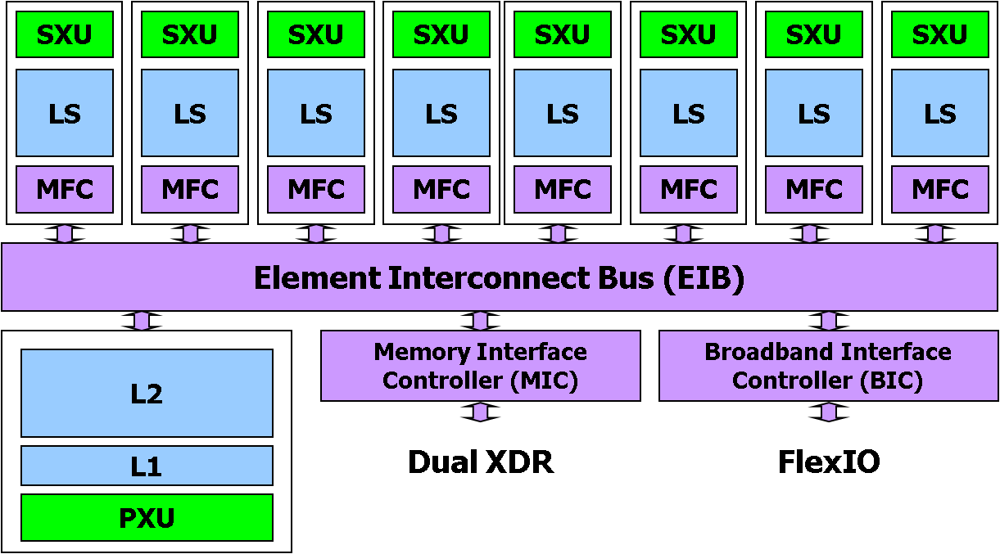 SXU SXU SXU SXU SXU SXU SXU SXU
LS LS LS LS LS LS LS LS
MFC MFC MFC MFC MFC MFC MFC MFC
Element Interconnect Bus (EIB)
L2
L1
PXU
Memory Interface
Controller (MIC)
Dual XDR
Broadband Interface
Controller (BIC)
FlexIO